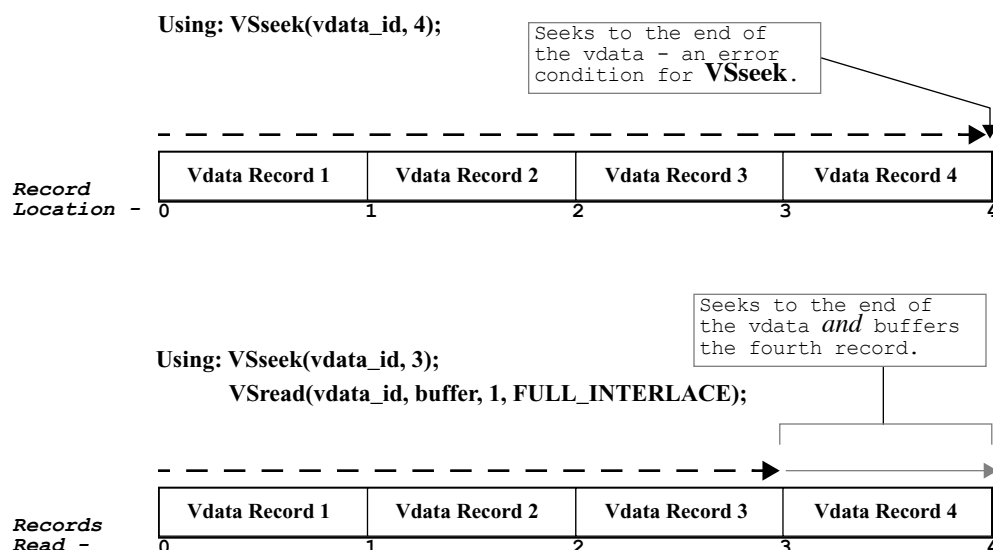 Using: VSseek(vdata_id, 4);
Seeks to the end of
the vdata - an error
condition for VSseek.
Vdata Record 1 Vdata Record 2 Vdata Record 3 Vdata Record 4
Record
Location - 0 1 2 3 4
Seeks to the end of
the vdata and buffers
the fourth record.
Using: VSseek(vdata_id, 3);
VSread(vdata_id, buffer, 1, FULL_INTERLACE);
Vdata Record 1 Vdata Record 2 Vdata Record 3 Vdata Record 4
Records
Read - 0 1 2 3 4